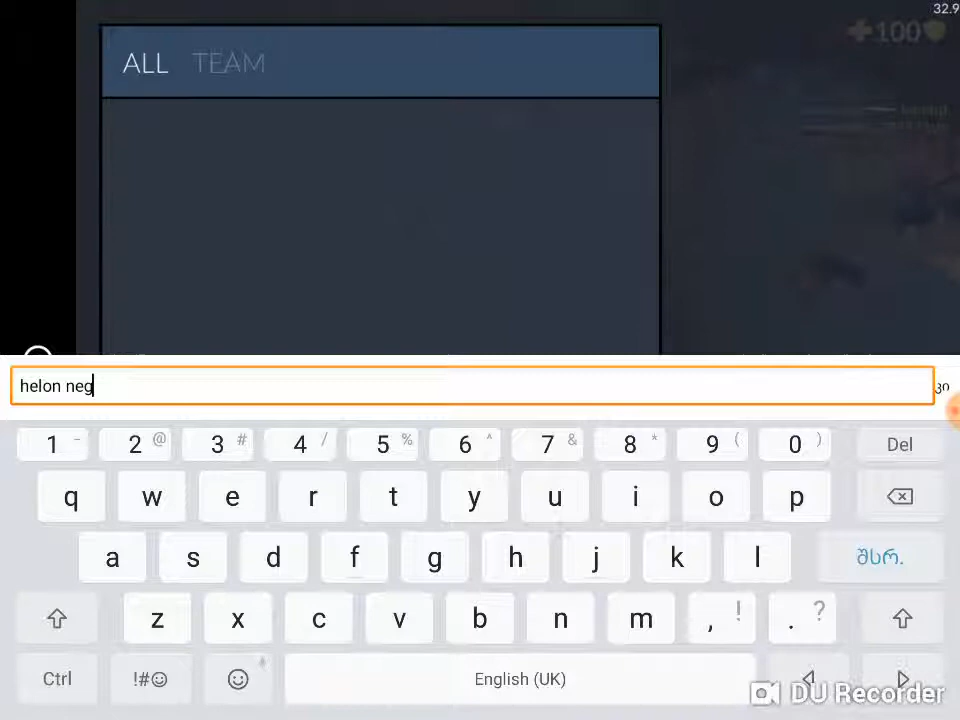 32.9
100
ALL TEAM
helon neg
კი
1 - 2 @ 3 # 4 / 5 % 6 ^ 7 & 8 * 9 ( 0 ) Del
q w e r t y u i o p
a s d f g h j k l შსრ.
z x c v b n m , ! . ?
Ctrl !#☺ English (UK)
DU Recorder